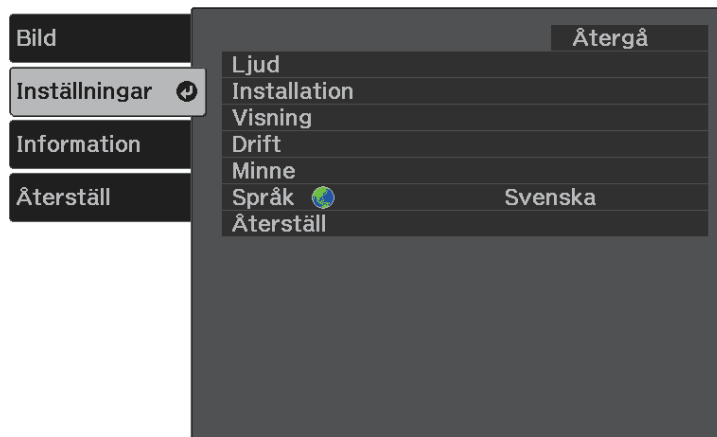 Bild
Inställningar
Information
Återställ
Återgå
Ljud
Installation
Visning
Drift
Minne
Språk Svenska
Återställ